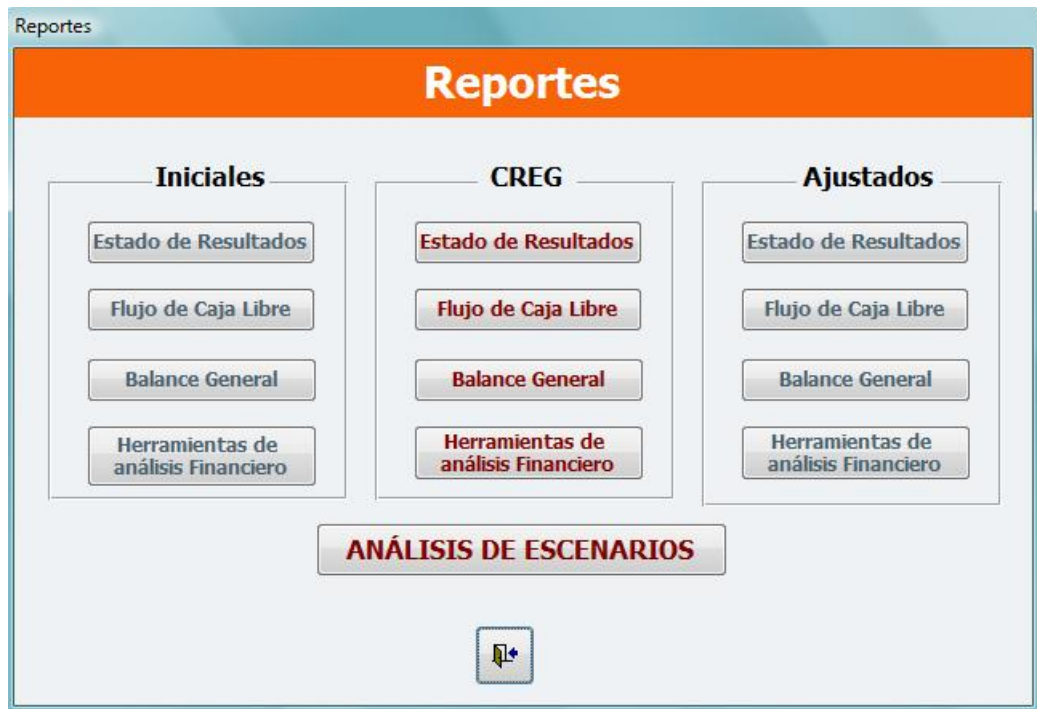 Reportes
Reportes
Iniciales
Estado de Resultados
Flujo de Caja Libre
Balance General
Herramientas de
análisis Financiero
CREG
Estado de Resultados
Flujo de Caja Libre
Balance General
Herramientas de
análisis Financiero
Ajustados
Estado de Resultados
Flujo de Caja Libre
Balance General
Herramientas de
análisis Financiero
ANÁLISIS DE ESCENARIOS